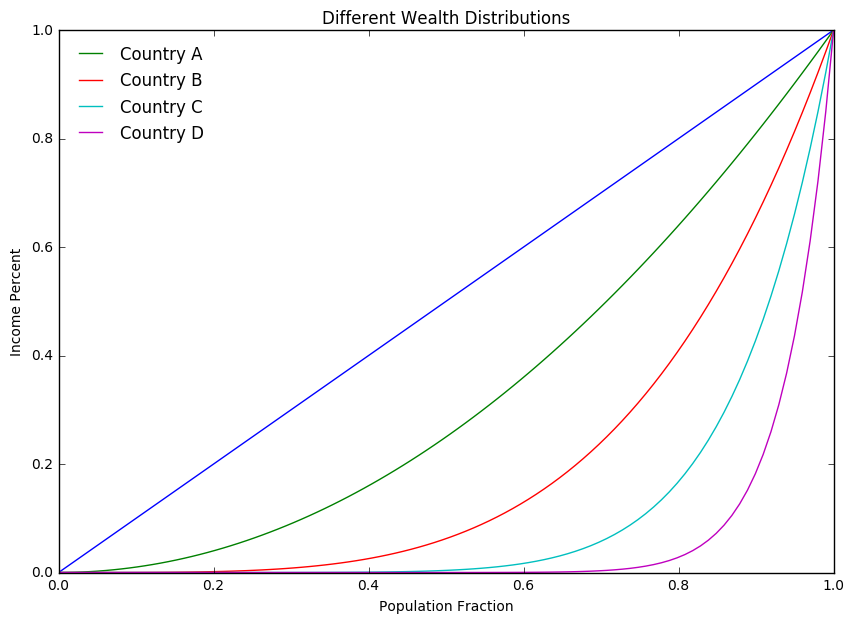 Different Wealth Distributions
Country A
Country B
Country C
Country D
1.0
0.8
0.6
0.4
0.2
0.0
Income Percent
0.0 0.2 0.4 0.6 0.8 1.0
Population Fraction